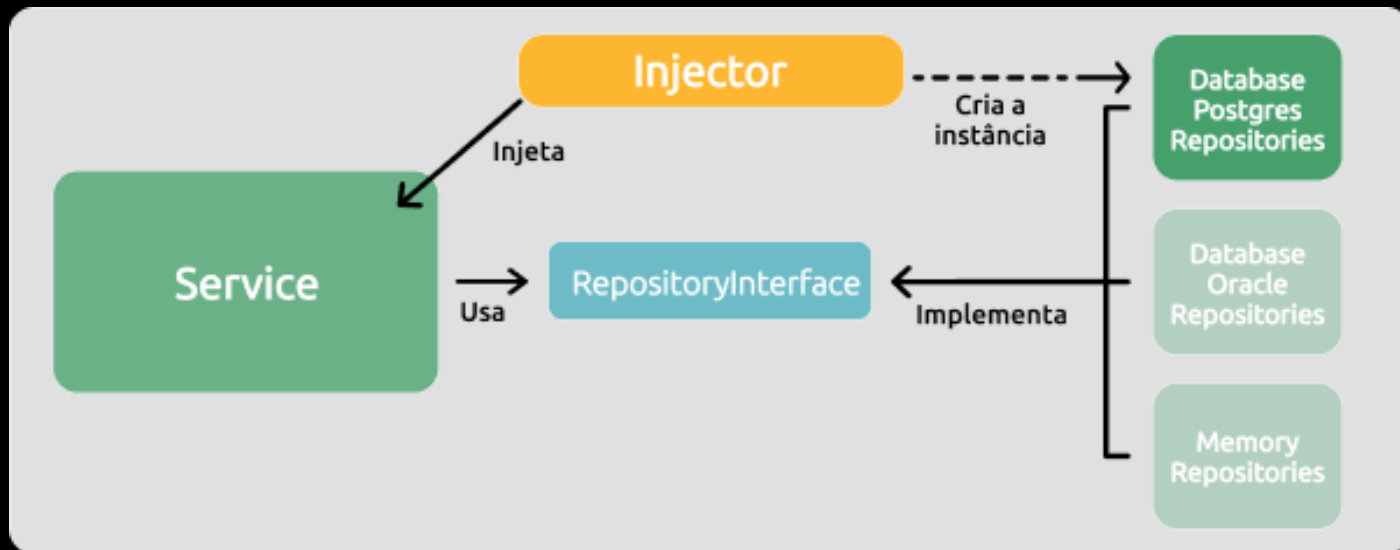 Injector
Cria a
instância
Database
Postgres
Repositories
Injeta
Service
Usa
RepositoryInterface
Implementa
Database
Oracle
Repositories
Memory
Repositories